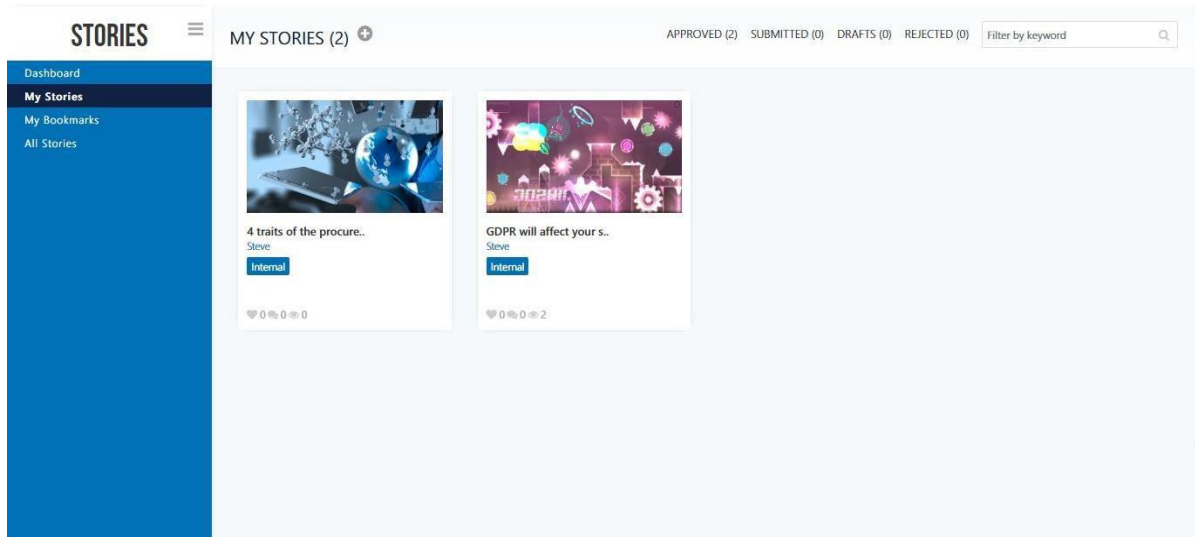 STORIES
Dashboard
My Stories
My Bookmarks
All Stories
MY STORIES (2)
APPROVED (2) SUBMITTED (0) DRAFTS (0) REJECTED (0) Filter by keyword
4 traits of the procure..
Steve
Internal
0 0 0
GDPR will affect your s..
Steve
Internal
0 0 2